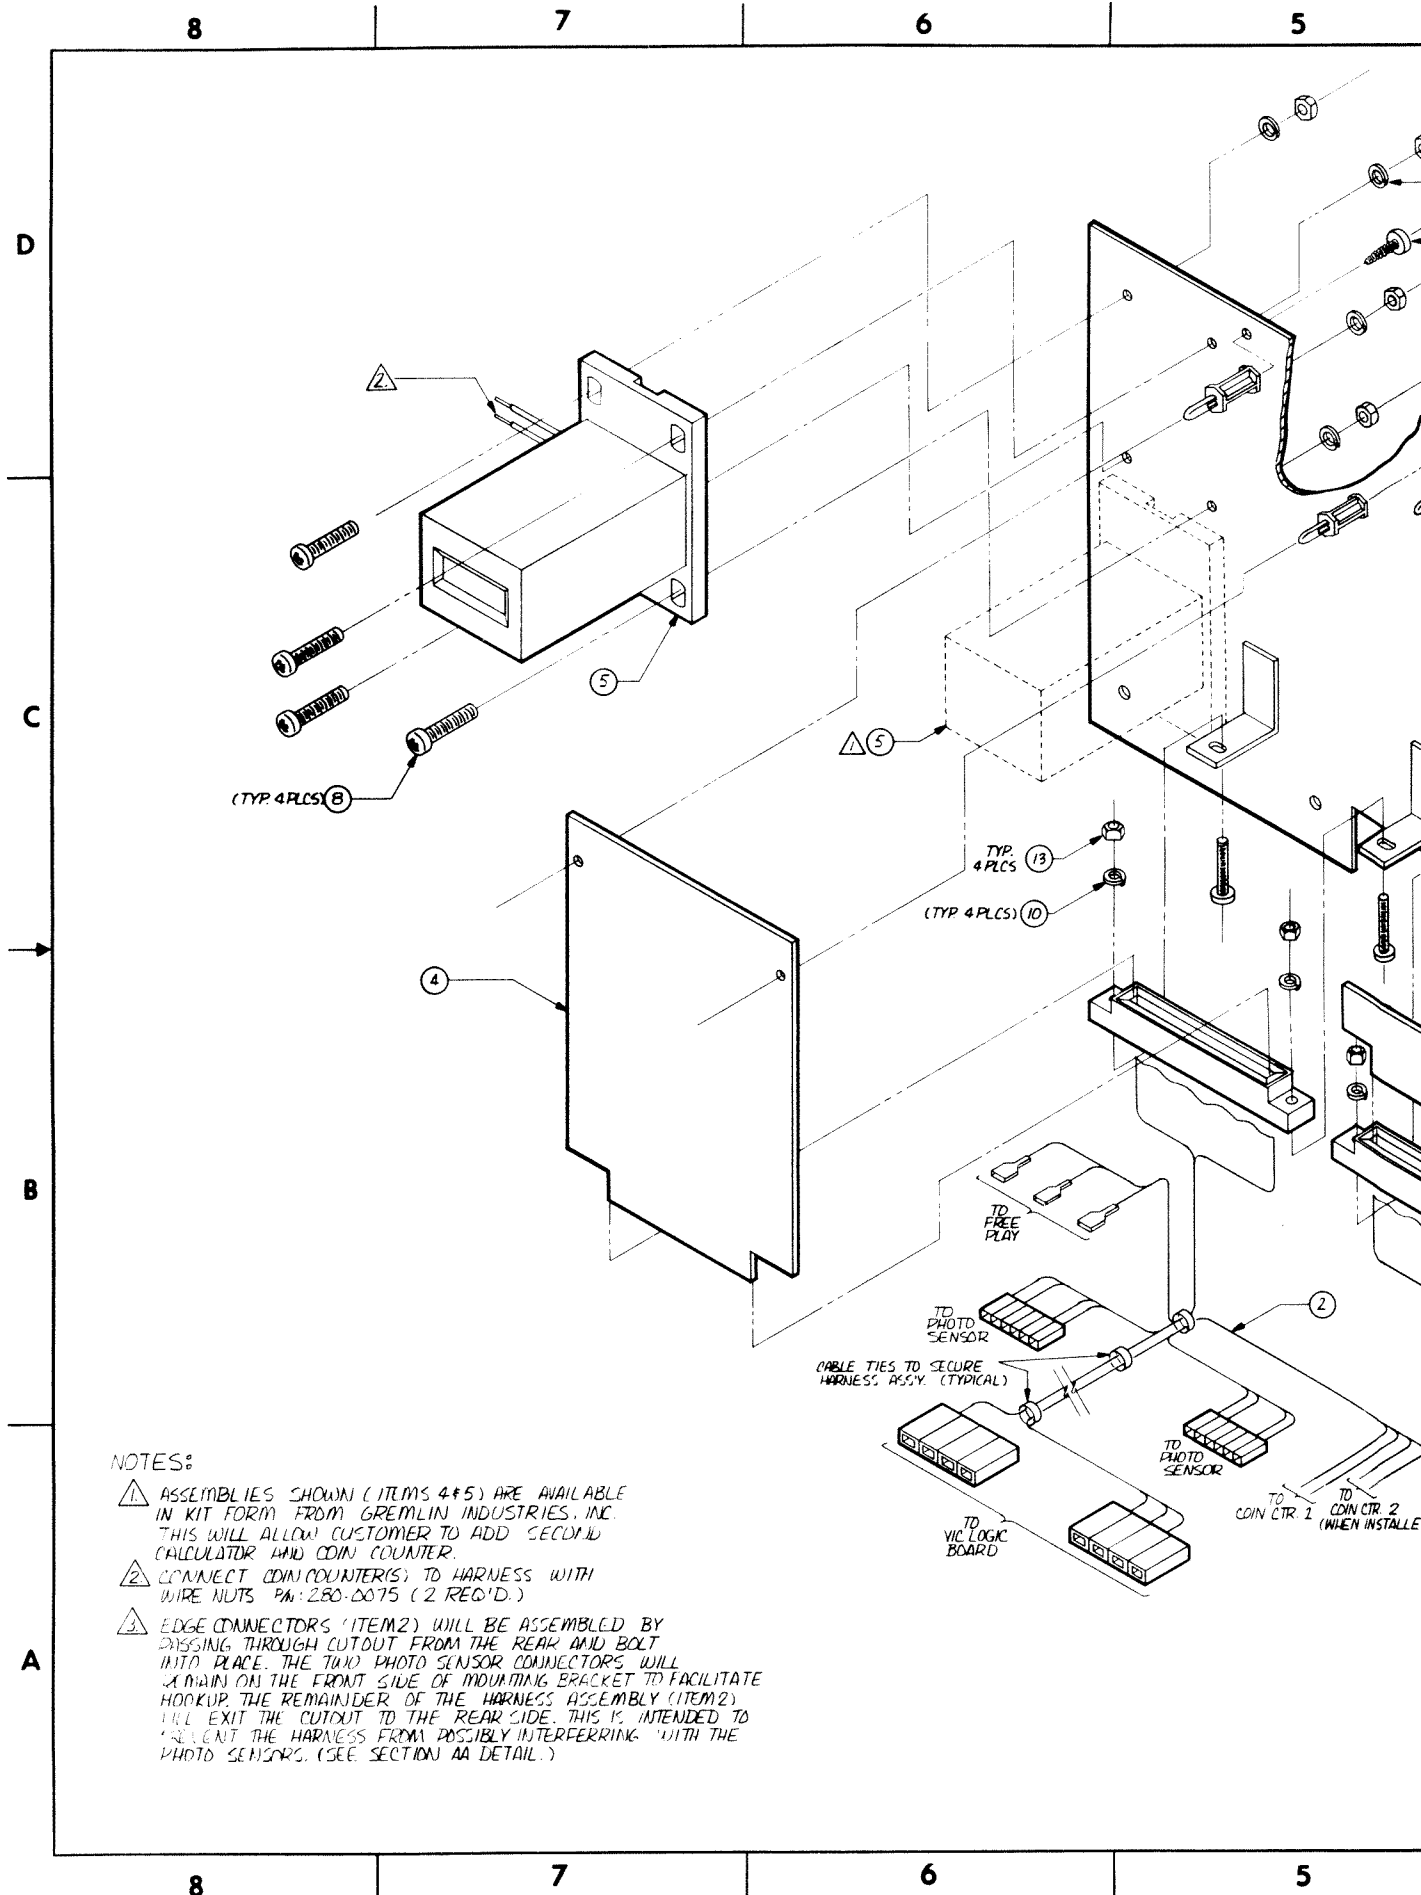 8 7 6 5
D
2.
5
C
1 5
(TYP. 4 PLCS) 8
TYP.
4 PLCS 13
(TYP. 4 PLCS) 10
4
B
TO
FREE
PLAY
2
TO
PHOTO
SENSOR
CABLE TIES TO SECURE
HARNESS ASS'Y. (TYPICAL)
TO
PHOTO
SENSOR
TO
COIN CTR. 1
TO
COIN CTR. 2
(WHEN INSTALLE
TO
VIC LOGIC
BOARD
NOTES:
1. ASSEMBLIES SHOWN (ITEMS 4&5) ARE AVAILABLE
IN KIT FORM FROM GREMLIN INDUSTRIES, INC.
THIS WILL ALLOW CUSTOMER TO ADD SECOND
CALCULATOR AND COIN COUNTER.
2. CONNECT COIN COUNTER(S) TO HARNESS WITH
WIRE NUTS P/N: 280-0075 (2 REQ'D.)
3. EDGE CONNECTORS (ITEM 2) WILL BE ASSEMBLED BY
PASSING THROUGH CUTOUT FROM THE REAR AND BOLT
INTO PLACE. THE TWO PHOTO SENSOR CONNECTORS WILL
REMAIN ON THE FRONT SIDE OF MOUNTING BRACKET TO FACILITATE
HOOKUP. THE REMAINDER OF THE HARNESS ASSEMBLY (ITEM 2)
WILL EXIT THE CUTOUT TO THE REAR SIDE. THIS IS INTENDED TO
PREVENT THE HARNESS FROM POSSIBLY INTERFERRING WITH THE
PHOTO SENSORS. (SEE SECTION AA DETAIL.)
A
8 7 6 5